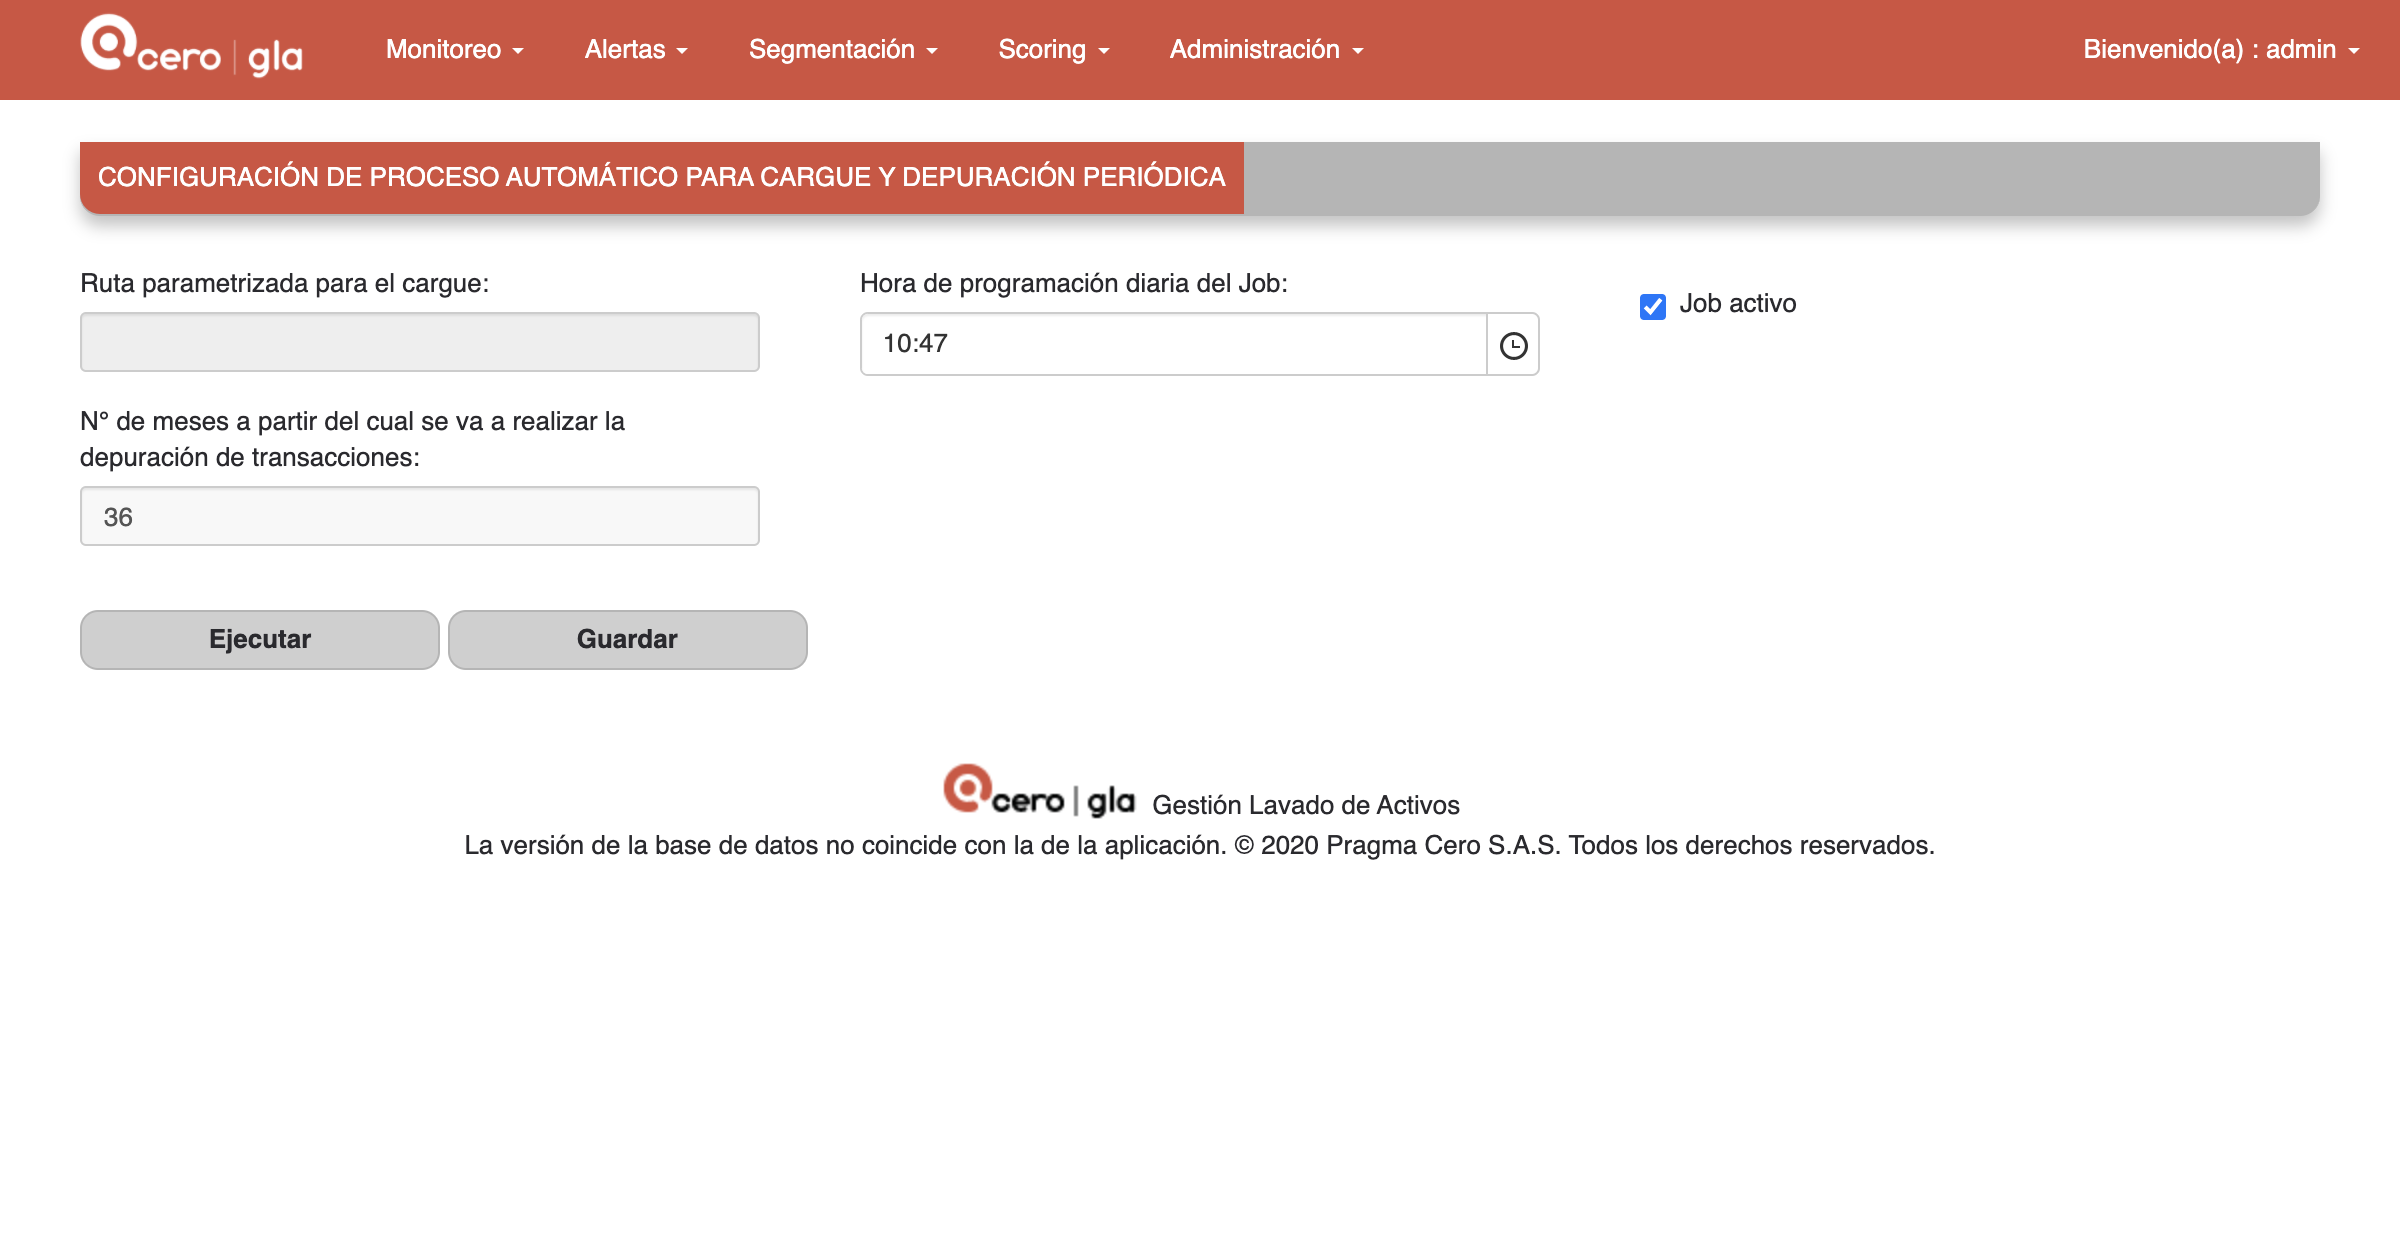 @cero | gla Monitoreo Alertas Segmentación Scoring Administración Bienvenido(a) : admin
CONFIGURACIÓN DE PROCESO AUTOMÁTICO PARA CARGUE Y DEPURACIÓN PERIÓDICA
Ruta parametrizada para el cargue:
Hora de programación diaria del Job:
10:47
Job activo
N° de meses a partir del cual se va a realizar la
depuración de transacciones:
36
Ejecutar Guardar
@cero | gla Gestión Lavado de Activos
La versión de la base de datos no coincide con la de la aplicación. © 2020 Pragma Cero S.A.S. Todos los derechos reservados.